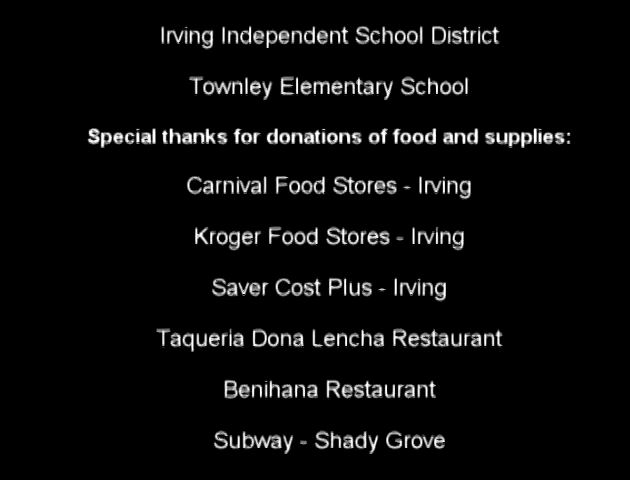 Irving Independent School District
Townley Elementary School
Special thanks for donations of food and supplies:
Carnival Food Stores - Irving
Kroger Food Stores - Irving
Saver Cost Plus - Irving
Taqueria Dona Lencha Restaurant
Benihana Restaurant
Subway - Shady Grove